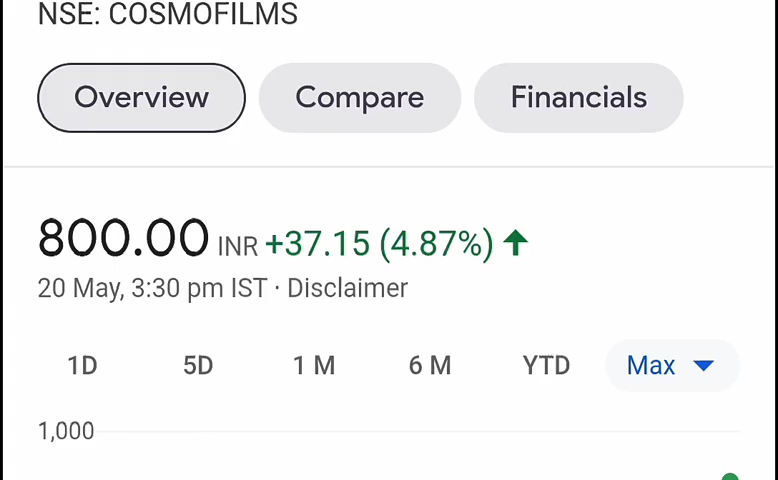 NSE: COSMOFILMS
Overview Compare Financials
800.00 INR +37.15 (4.87%)
20 May, 3:30 pm IST · Disclaimer
1D 5D 1 M 6 M YTD Max
1,000